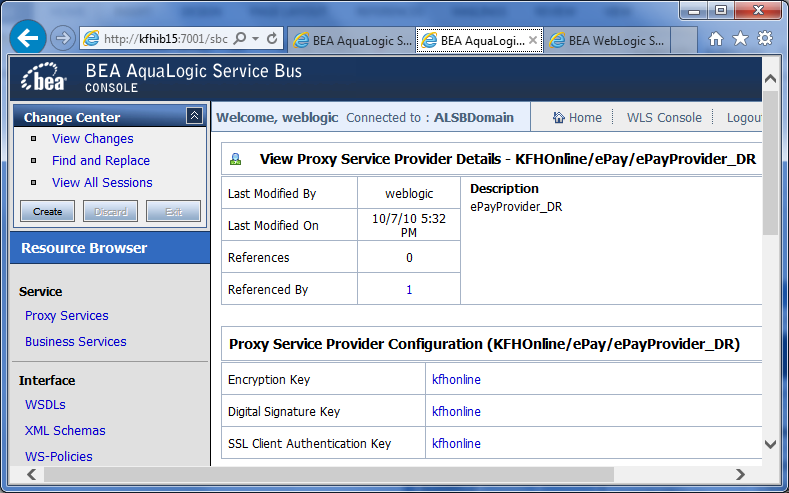 http://kfhib15:7001/sbc
BEA AquaLogic S...
BEA AquaLogi...
BEA WebLogic S...
bea
BEA AquaLogic Service Bus
CONSOLE
Change Center
View Changes
Find and Replace
View All Sessions
Create
Discard
Exit
Resource Browser
Service
Proxy Services
Business Services
Interface
WSDLs
XML Schemas
WS-Policies
Welcome, weblogic Connected to : ALSBDomain
Home
WLS Console
Logou
View Proxy Service Provider Details - KFHOnline/ePay/ePayProvider_DR
Last Modified By weblogic
Last Modified On 10/7/10 5:32
PM
References 0
Referenced By 1
Description
ePayProvider_DR
Proxy Service Provider Configuration (KFHOnline/ePay/ePayProvider_DR)
Encryption Key kfhonline
Digital Signature Key kfhonline
SSL Client Authentication Key kfhonline